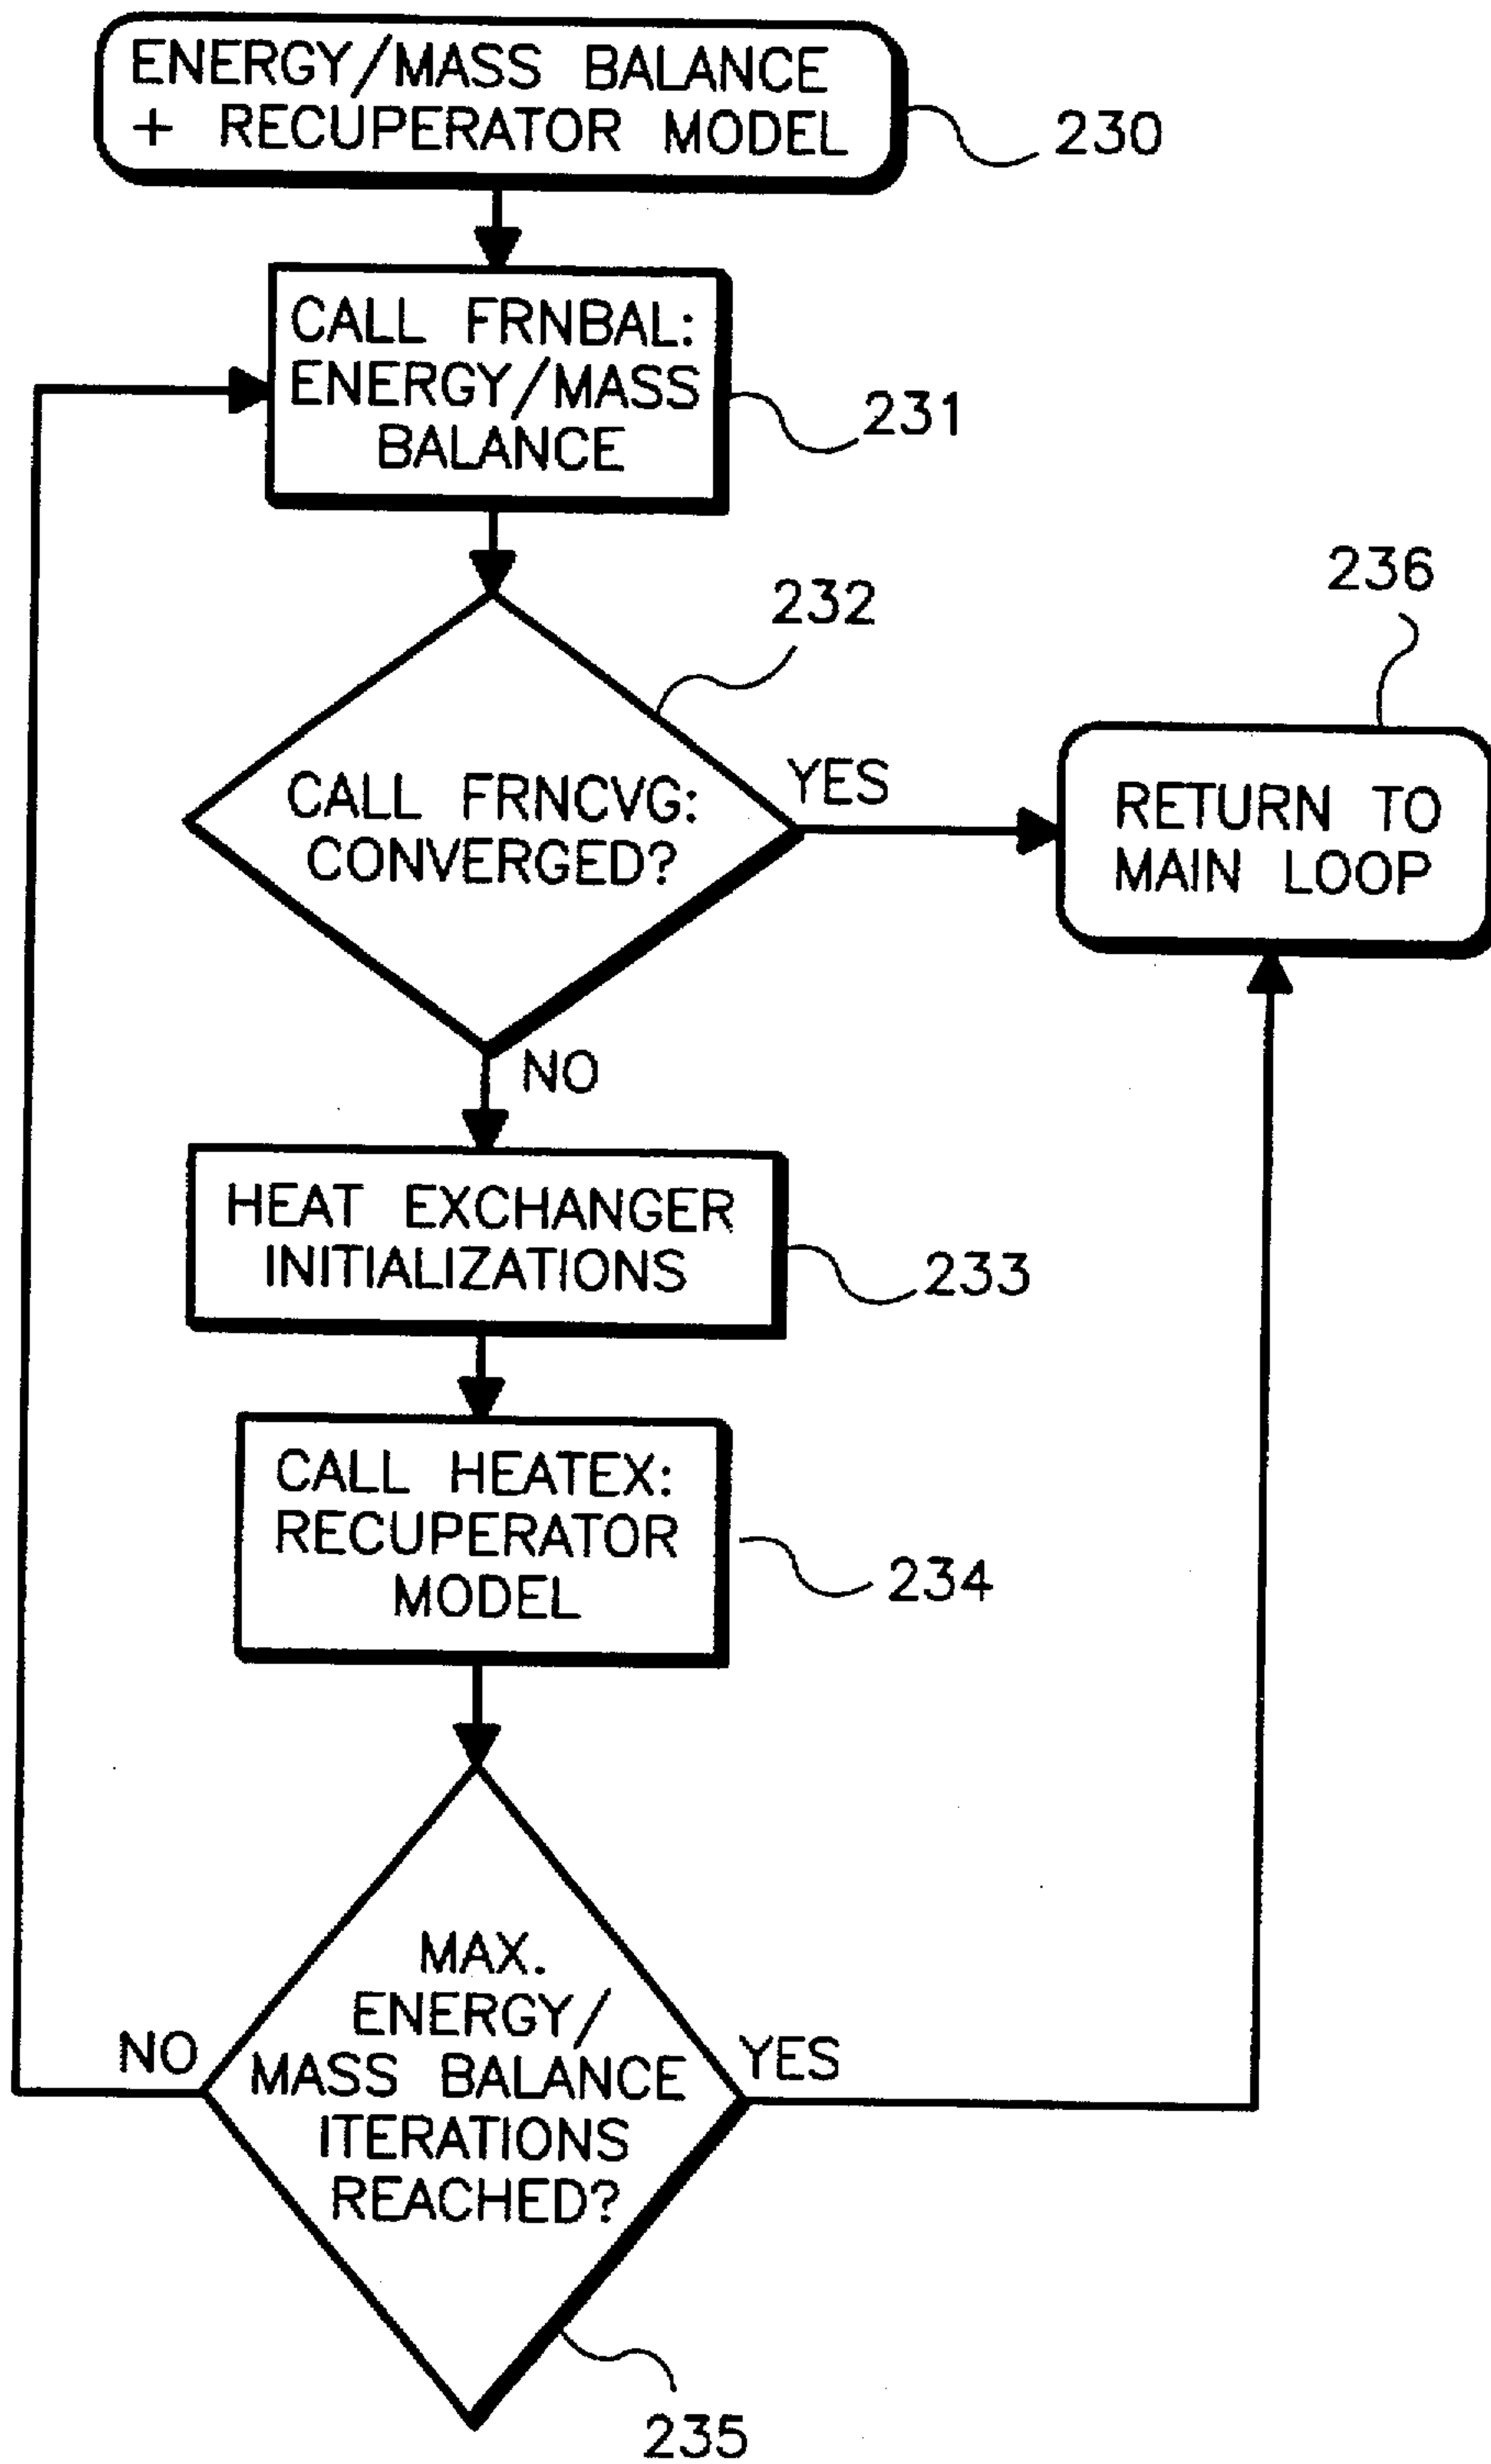 ENERGY/MASS BALANCE
+ RECUPERATOR MODEL
230
CALL FRNBAL:
ENERGY/MASS
BALANCE
231
232
236
CALL FRNCVG:
CONVERGED?
YES
RETURN TO
MAIN LOOP
NO
HEAT EXCHANGER
INITIALIZATIONS
233
CALL HEATEX:
RECUPERATOR
MODEL
234
MAX.
ENERGY/
MASS BALANCE
ITERATIONS
REACHED?
NO
YES
235